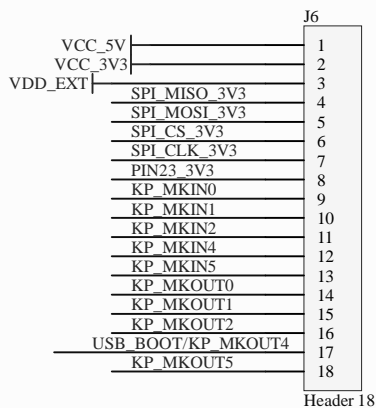 J6
VCC_5V 1
VCC_3V3 2
VDD_EXT 3
SPI_MISO_3V3 4
SPI_MOSI_3V3 5
SPI_CS_3V3 6
SPI_CLK_3V3 7
PIN23_3V3 8
KP_MKIN0 9
KP_MKIN1 10
KP_MKIN2 11
KP_MKIN4 12
KP_MKIN5 13
KP_MKOUT0 14
KP_MKOUT1 15
KP_MKOUT2 16
USB_BOOT/KP_MKOUT4 17
KP_MKOUT5 18
Header 18